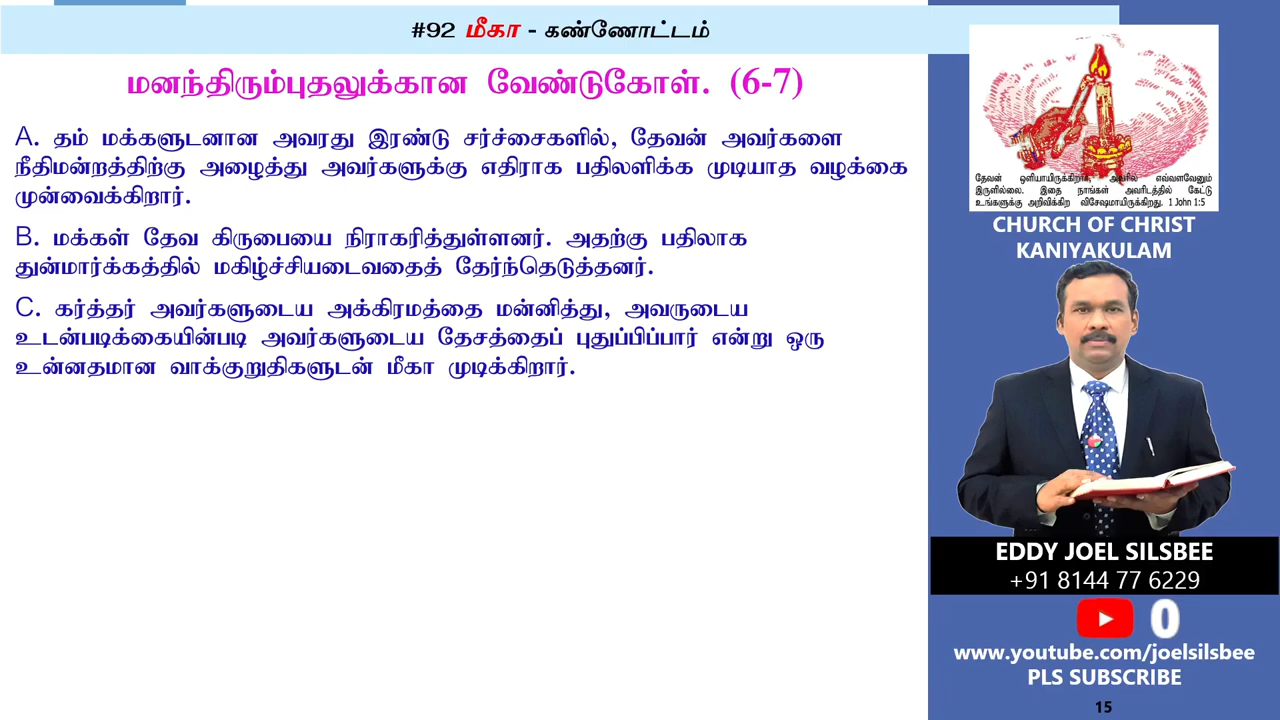 #92 மீகா - கண்ணோட்டம்
மனந்திரும்புதலுக்கான வேண்டுகோள். (6-7)
A. தம் மக்களுடனான அவரது இரண்டு சர்ச்சைகளில், தேவன் அவர்களை
நீதிமன்றத்திற்கு அழைத்து அவர்களுக்கு எதிராக பதிலளிக்க முடியாத வழக்கை
முன்வைக்கிறார்.
B. மக்கள் தேவ கிருபையை நிராகரித்துள்ளனர். அதற்கு பதிலாக
துன்மார்க்கத்தில் மகிழ்ச்சியடைவதைத் தேர்ந்தெடுத்தனர்.
C. கர்த்தர் அவர்களுடைய அக்கிரமத்தை மன்னித்து, அவருடைய
உடன்படிக்கையின்படி அவர்களுடைய தேசத்தைப் புதுப்பிப்பார் என்று ஒரு
உன்னதமான வாக்குறுதிகளுடன் மீகா முடிக்கிறார்.
தேவன் ஒளியாயிருக்கிறார், அவரில் எவ்வளவேனும்
இருளில்லை. இதை நாங்கள் அவரிடத்தில் கேட்டு
உங்களுக்கு அறிவிக்கிற விசேஷமாயிருக்கிறது. 1 John 1:5
CHURCH OF CHRIST
KANIYAKULAM
EDDY JOEL SILSBEE
+91 8144 77 6229
0
www.youtube.com/joelsilsbee
PLS SUBSCRIBE
15